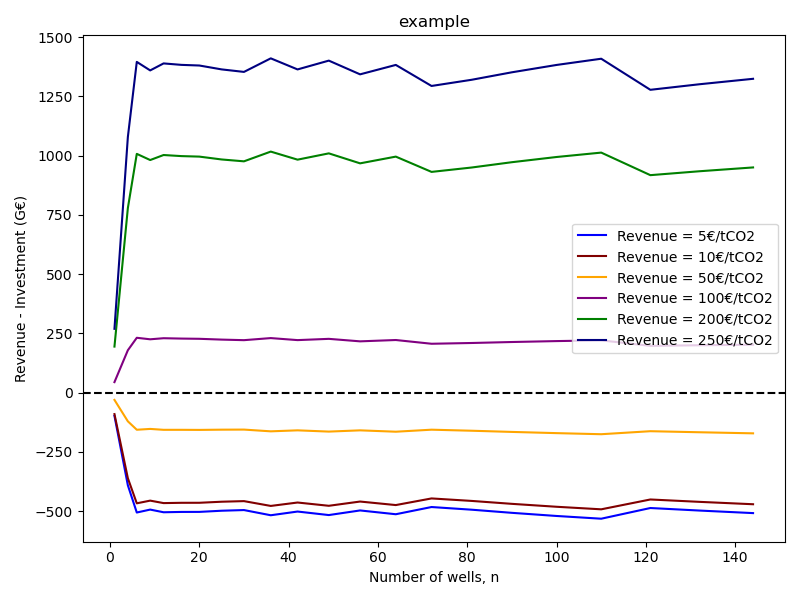 example
1500
1250
1000
750
500
250
0
−250
−500
Revenue - Investment (G€)
Revenue = 5€/tCO2
Revenue = 10€/tCO2
Revenue = 50€/tCO2
Revenue = 100€/tCO2
Revenue = 200€/tCO2
Revenue = 250€/tCO2
0 20 40 60 80 100 120 140
Number of wells, n